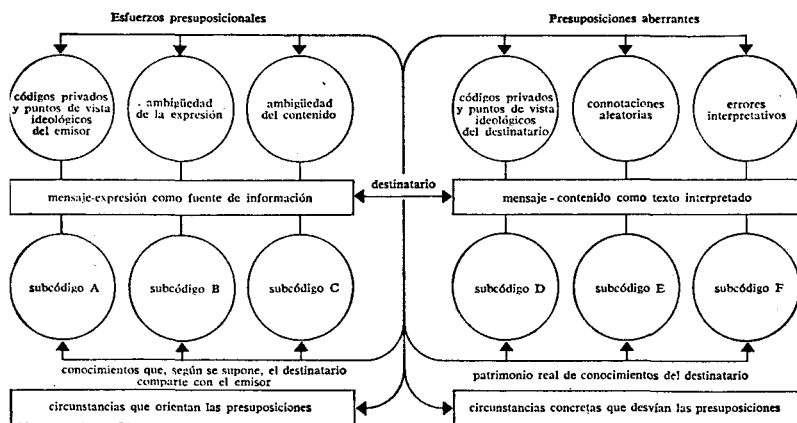 Esfuerzos presuposicionales
Presuposiciones aberrantes
códigos privados
y puntos de vista
ideológicos
del emisor
ambigüedad
de la expresión
ambigüedad
del contenido
códigos privados
y puntos de vista
ideológicos
del destinatario
connotaciones
aleatorias
errores
interpretativos
mensaje-expresión como fuente de información
destinatario
mensaje - contenido como texto interpretado
subcódigo A
subcódigo B
subcódigo C
subcódigo D
subcódigo E
subcódigo F
conocimientos que, según se supone, el destinatario
comparte con el emisor
patrimonio real de conocimientos del destinatario
circunstancias que orientan las presuposiciones
circunstancias concretas que desvían las presuposiciones